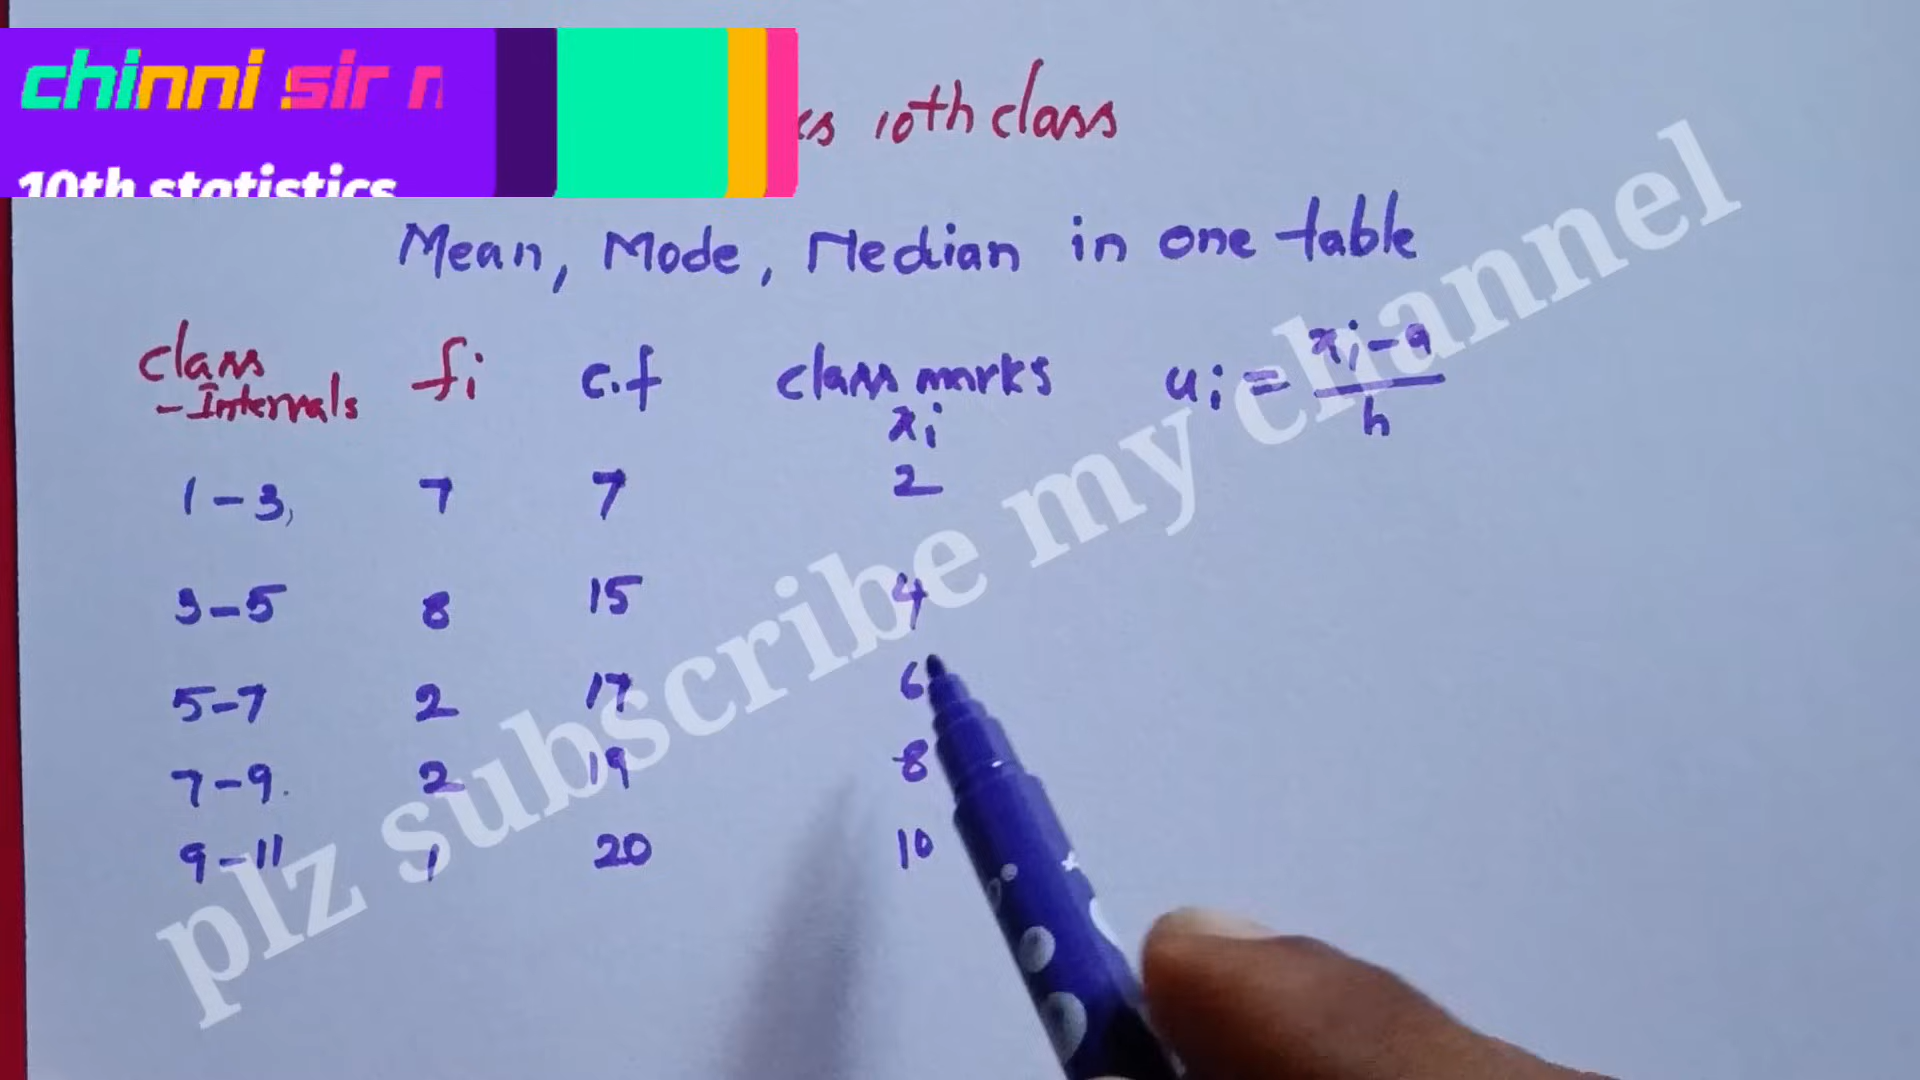 chinni sir
10th statistics
10th class
Mean, Mode, Median in one table
class - Intervals fi c.f class marks xi ui = xi-a / h
1-3, 7 7 2
3-5 8 15 4
5-7 2 17 6
7-9. 2 19 8
9-11 1 20 10
plz subscribe my channel